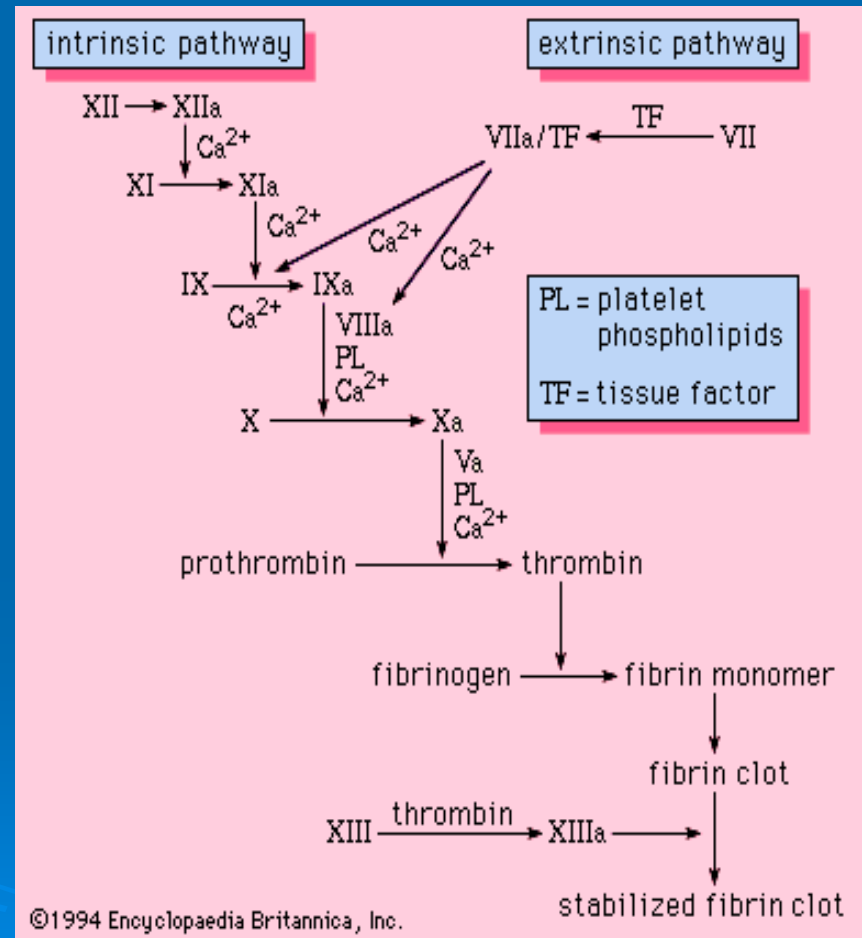 intrinsic pathway
extrinsic pathway
XII XIIa
Ca2+
TF
VIIa/TF VII
XI XIa
Ca2+
Ca2+
Ca2+
IX IXa
Ca2+
VIIIa
PL
Ca2+
PL = platelet
phospholipids
TF = tissue factor
X Xa
Va
PL
Ca2+
prothrombin thrombin
fibrinogen fibrin monomer
fibrin clot
thrombin
XIII XIIIa
stabilized fibrin clot
©1994 Encyclopaedia Britannica, Inc.